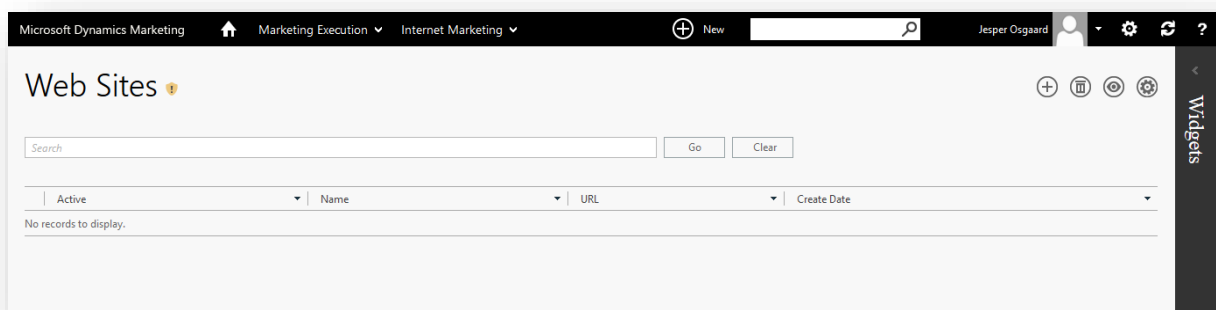 Microsoft Dynamics Marketing Marketing Execution Internet Marketing New Jesper Osgaard ?
Web Sites
Widgets
Search Go Clear
Active Name URL Create Date
No records to display.